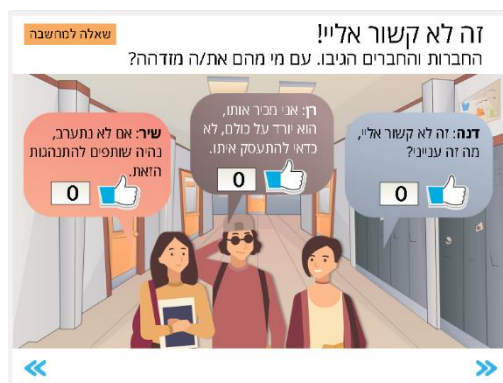 זה לא קשור אליי!
שאלה למחשבה
החברות והחברים הגיבו. עם מי מהם את/ה מזדהה?
דנה: זה לא קשור אליי,
מה זה ענייני?
0
רן: אני מכיר אותו,
הוא יורד על כולם, לא
כדאי להתעסק איתו.
0
שיר: אם לא נתערב,
נהיה שותפים להתנהגות
הזאת.
0